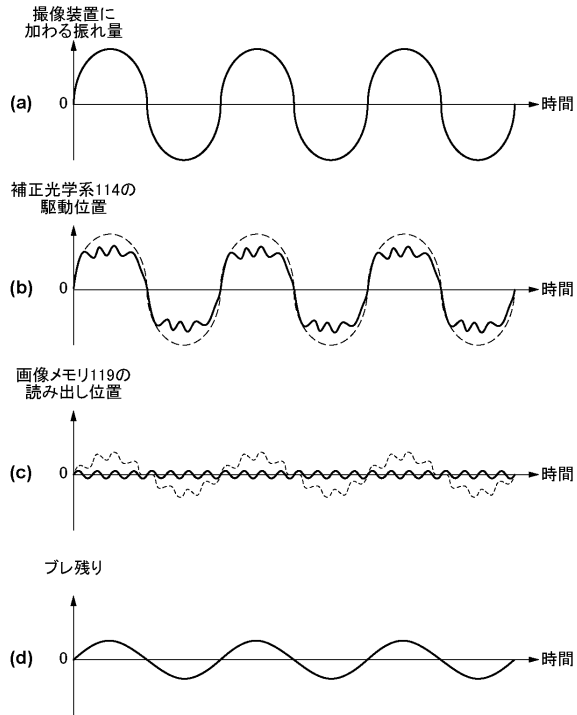 撮像装置に
加わる振れ量
(a)
0
時間
補正光学系114の
駆動位置
(b)
0
時間
画像メモリ119の
読み出し位置
(c)
0
時間
ブレ残り
(d)
0
時間